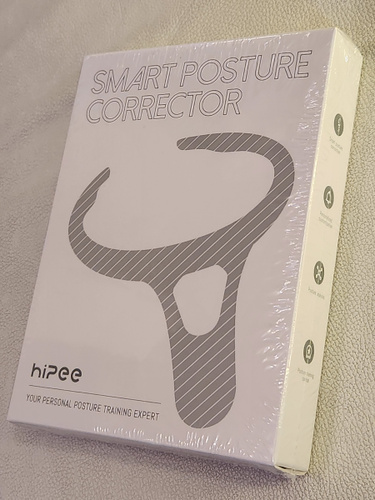 SMART POSTURE
CORRECTOR
hiPee
YOUR PERSONAL POSTURE TRAINING EXPERT